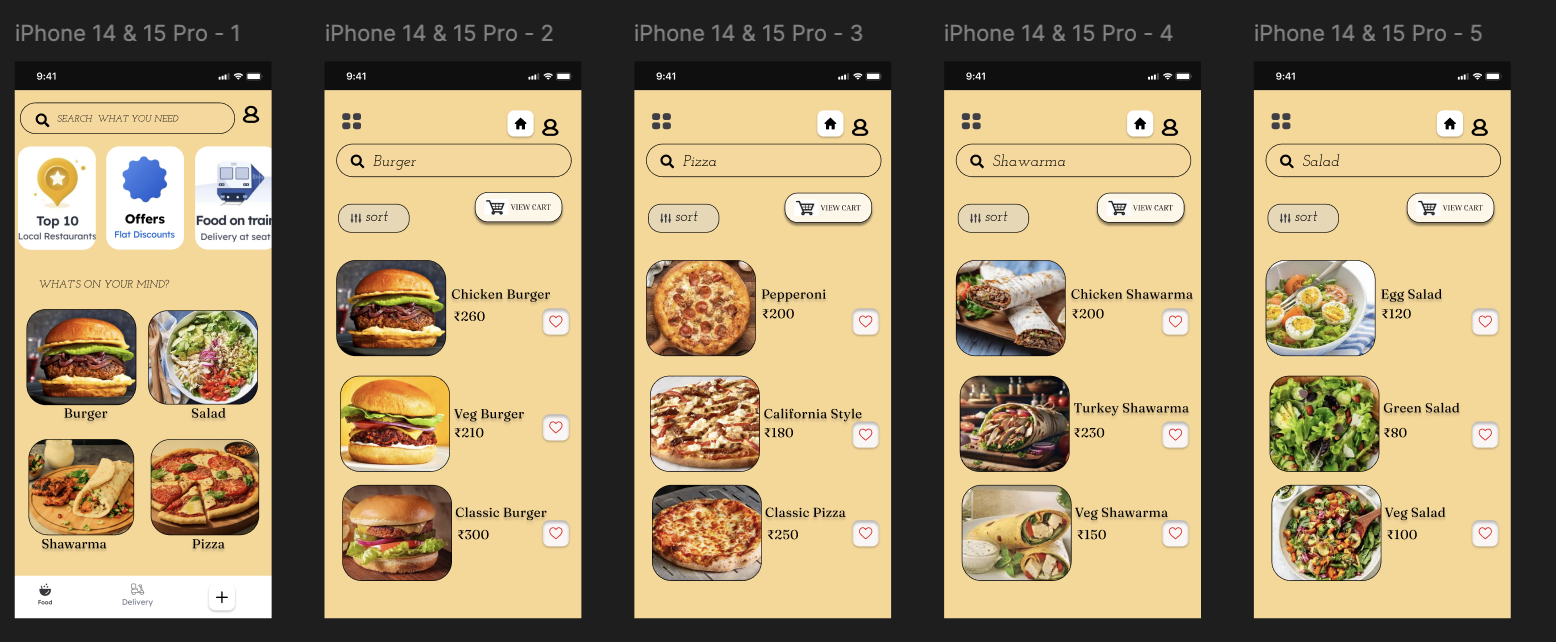 iPhone 14 & 15 Pro - 1
9:41
SEARCH WHAT YOU NEED
Top 10
Local Restaurants
Offers
Flat Discounts
Food on train
Delivery at seat
WHAT'S ON YOUR MIND?
Burger
Salad
Shawarma
Pizza
Food
Delivery
iPhone 14 & 15 Pro - 2
9:41
Burger
VIEW CART
sort
Chicken Burger
₹260
Veg Burger
₹210
Classic Burger
₹300
iPhone 14 & 15 Pro - 3
9:41
Pizza
VIEW CART
sort
Pepperoni
₹200
California Style
₹180
Classic Pizza
₹250
iPhone 14 & 15 Pro - 4
9:41
Shawarma
VIEW CART
sort
Chicken Shawarma
₹200
Turkey Shawarma
₹230
Veg Shawarma
₹150
iPhone 14 & 15 Pro - 5
9:41
Salad
VIEW CART
sort
Egg Salad
₹120
Green Salad
₹80
Veg Salad
₹100